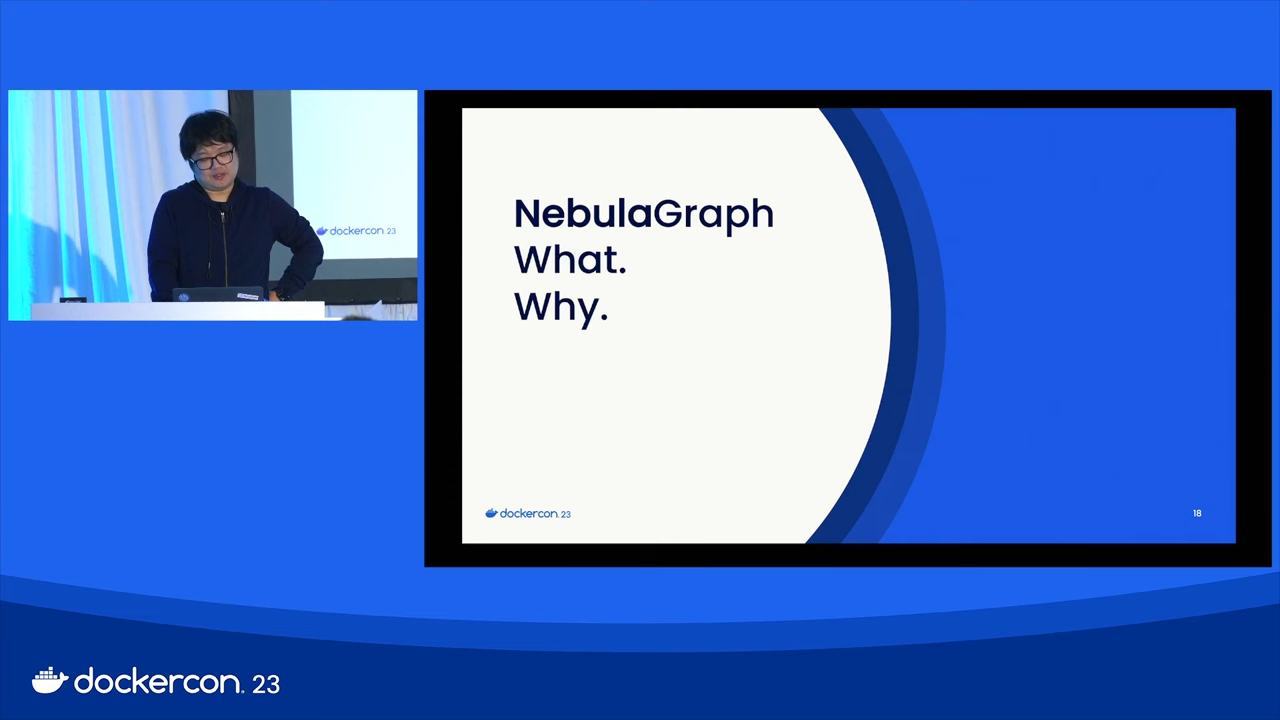 dockercon. 23
NebulaGraph
What.
Why.
dockercon. 23
18
dockercon. 23